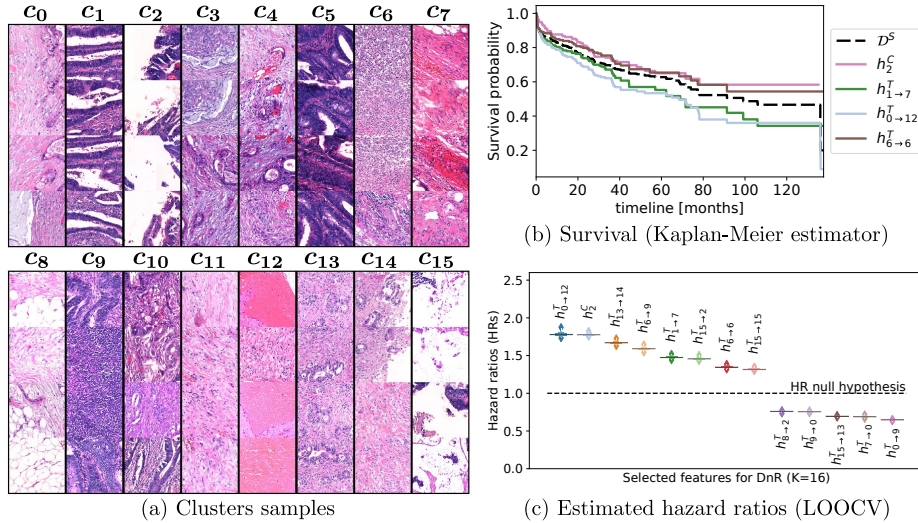 c0 c1 c2 c3 c4 c5 c6 c7
c8 c9 c10 c11 c12 c13 c14 c15
(a) Clusters samples
Survival probability
1.0
0.8
0.6
0.4
0.2
0 20 40 60 80 100 120
timeline [months]
D^S
h^C_2
h^T_{1→7}
h^T_{0→12}
h^T_{6→6}
(b) Survival (Kaplan-Meier estimator)
Hazard ratios (HRs)
2.5
2.0
1.5
1.0
0.5
0.0
h^T_{0→12}
h^C_2
h^T_{13→14}
h^T_{6→9}
h^T_{1→7}
h^T_{15→2}
h^T_{6→6}
h^T_{15→15}
HR null hypothesis
h^T_{8→2}
h^T_{9→0}
h^T_{15→13}
h^T_{7→0}
h^T_{0→9}
Selected features for DnR (K=16)
(c) Estimated hazard ratios (LOOCV)